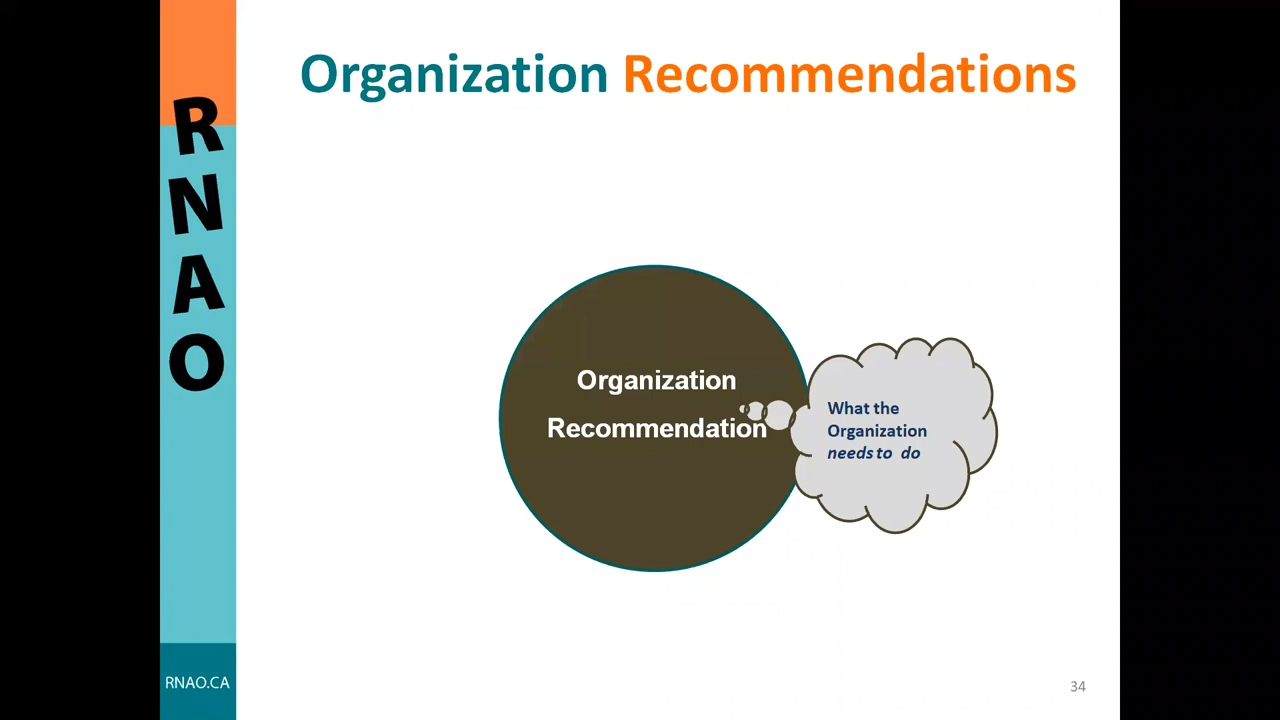 Organization Recommendations
R
N
A
O
Organization
Recommendation
What the
Organization
needs to do
RNAO.CA
34